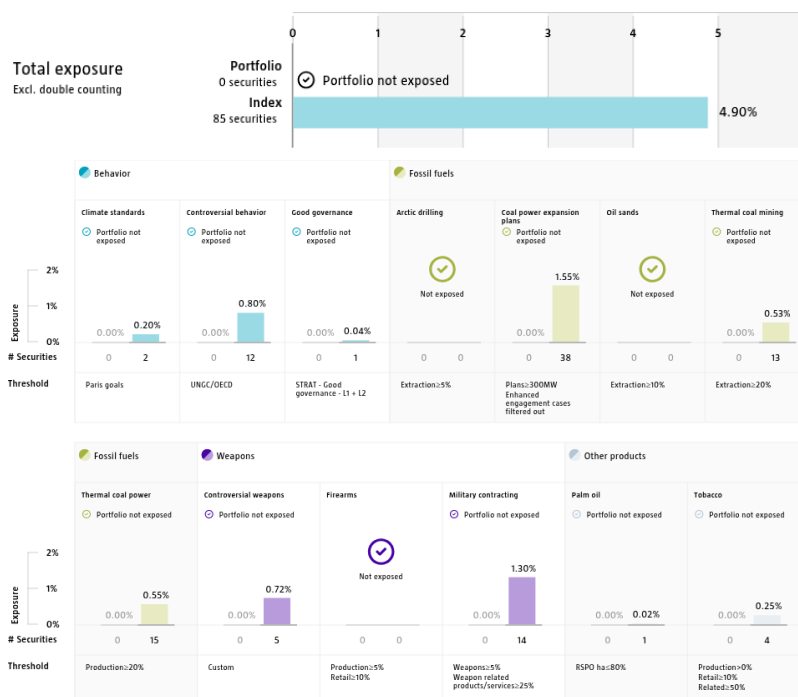 0 1 2 3 4 5
Total exposure
Excl. double counting
Portfolio
0 securities
Portfolio not exposed
Index
85 securities
4.90%
Behavior
Fossil fuels
Climate standards
Controversial behavior
Good governance
Arctic drilling
Coal power expansion
plans
Oil sands
Thermal coal mining
Portfolio not
exposed
Portfolio not
exposed
Portfolio not
exposed
Not exposed
Portfolio not
exposed
Not exposed
Portfolio not
exposed
Exposure
2%
1%
0%
0.00% 0.20%
0.00% 0.80%
0.00% 0.04%
0.00% 1.55%
0.00% 0.53%
# Securities 0 2 0 12 0 1 0 0 0 38 0 0 0 13
Threshold
Paris goals
UNGC/OECD
STRAT - Good
governance - L1 + L2
Extraction≥5%
Plans≥300MW
Enhanced
engagement cases
filtered out
Extraction≥10%
Extraction≥20%
Fossil fuels
Weapons
Other products
Thermal coal power
Controversial weapons
Firearms
Military contracting
Palm oil
Tobacco
Portfolio not exposed
Portfolio not exposed
Not exposed
Portfolio not exposed
Portfolio not exposed
Portfolio not exposed
Exposure
2%
1%
0%
0.00% 0.55%
0.00% 0.72%
0.00% 1.30%
0.00% 0.02%
0.00% 0.25%
# Securities 0 15 0 5 0 0 0 14 0 1 0 4
Threshold
Production≥20%
Custom
Production≥5%
Retail≥10%
Weapons≥5%
Weapon related
products/services≥25%
RSPO ha≤80%
Production>0%
Retail≥10%
Related≥50%